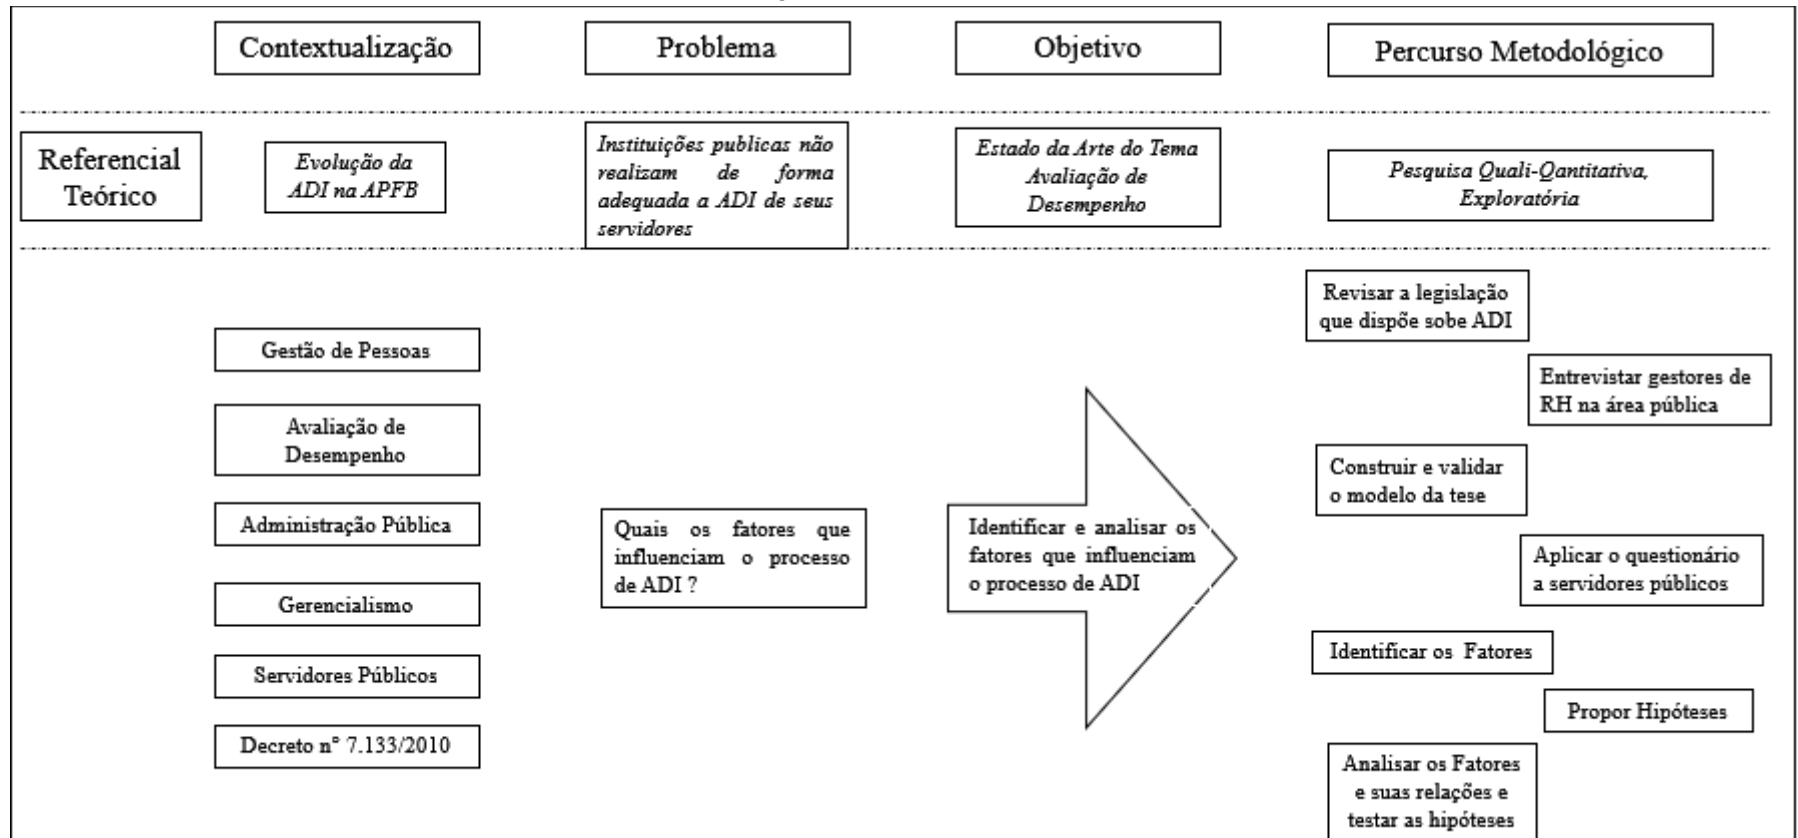 Contextualização
Problema
Objetivo
Percurso Metodológico
Referencial
Teórico
Evolução da
ADI na APFB
Instituições publicas não
realizam de forma
adequada a ADI de seus
servidores
Estado da Arte do Tema
Avaliação de
Desempenho
Pesquisa Quali-Qantitativa,
Exploratória
Gestão de Pessoas
Avaliação de
Desempenho
Administração Pública
Gerencialismo
Servidores Públicos
Decreto n° 7.133/2010
Quais os fatores que
influenciam o processo
de ADI ?
Identificar e analisar os
fatores que influenciam
o processo de ADI
Revisar a legislação
que dispõe sobe ADI
Entrevistar gestores de
RH na área pública
Construir e validar
o modelo da tese
Aplicar o questionário
a servidores públicos
Identificar os Fatores
Propor Hipóteses
Analisar os Fatores
e suas relações e
testar as hipóteses